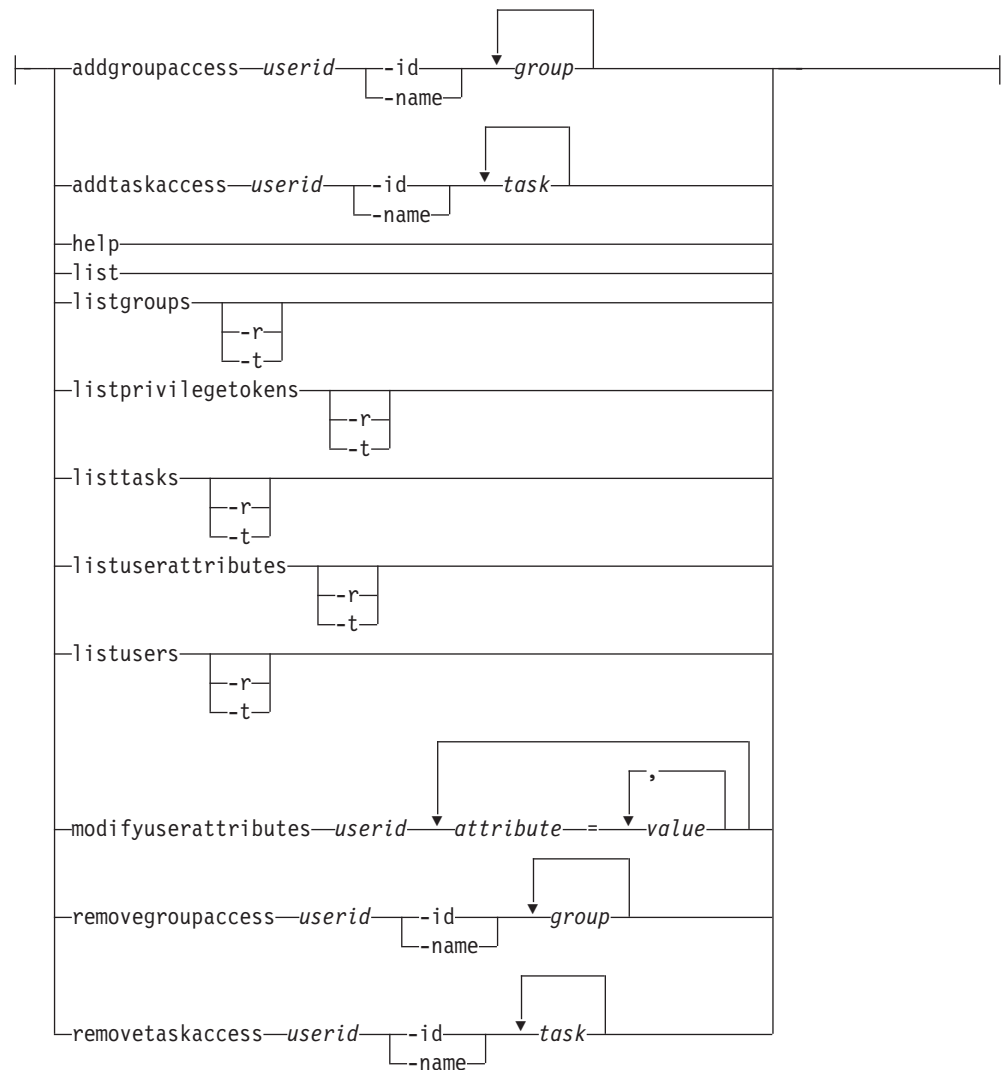 addgroupaccess userid -id group
-name
addtaskaccess userid -id task
-name
help
list
listgroups
-r
-t
listprivilegetokens
-r
-t
listtasks
-r
-t
listuserattributes
-r
-t
listusers
-r
-t
,
modifyuserattributes userid attribute = value
removegroupaccess userid -id group
-name
removetaskaccess userid -id task
-name